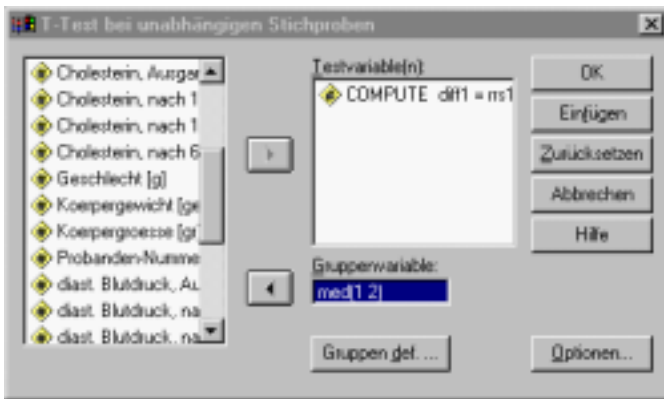 T-Test bei unabhängigen Stichproben
Cholesterin, Ausgan
Cholesterin, nach 1
Cholesterin, nach 1
Cholesterin, nach 6
Geschlecht [g]
Koerpergewicht [ge
Koerpergroesse [gr
Probanden-Numme
diast. Blutdruck, Au
diast. Blutdruck, na
diast. Blutdruck, na
Testvariable(n):
COMPUTE diff1 = rrs1
Gruppenvariable:
med(1 2)
Gruppen def. ...
OK
Einfügen
Zurücksetzen
Abbrechen
Hilfe
Optionen...